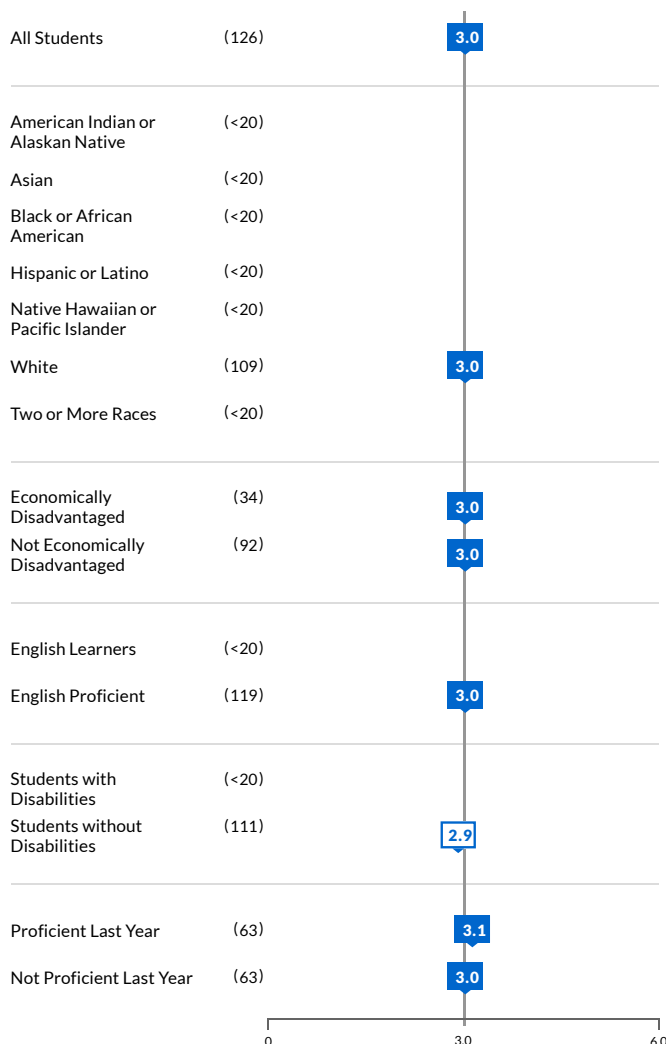 All Students (126) 3.0
American Indian or (<20)
Alaskan Native
Asian (<20)
Black or African (<20)
American
Hispanic or Latino (<20)
Native Hawaiian or (<20)
Pacific Islander
White (109) 3.0
Two or More Races (<20)
Economically (34) 3.0
Disadvantaged
Not Economically (92) 3.0
Disadvantaged
English Learners (<20)
English Proficient (119) 3.0
Students with (<20)
Disabilities
Students without (111) 2.9
Disabilities
Proficient Last Year (63) 3.1
Not Proficient Last Year (63) 3.0
0 3.0 6.0